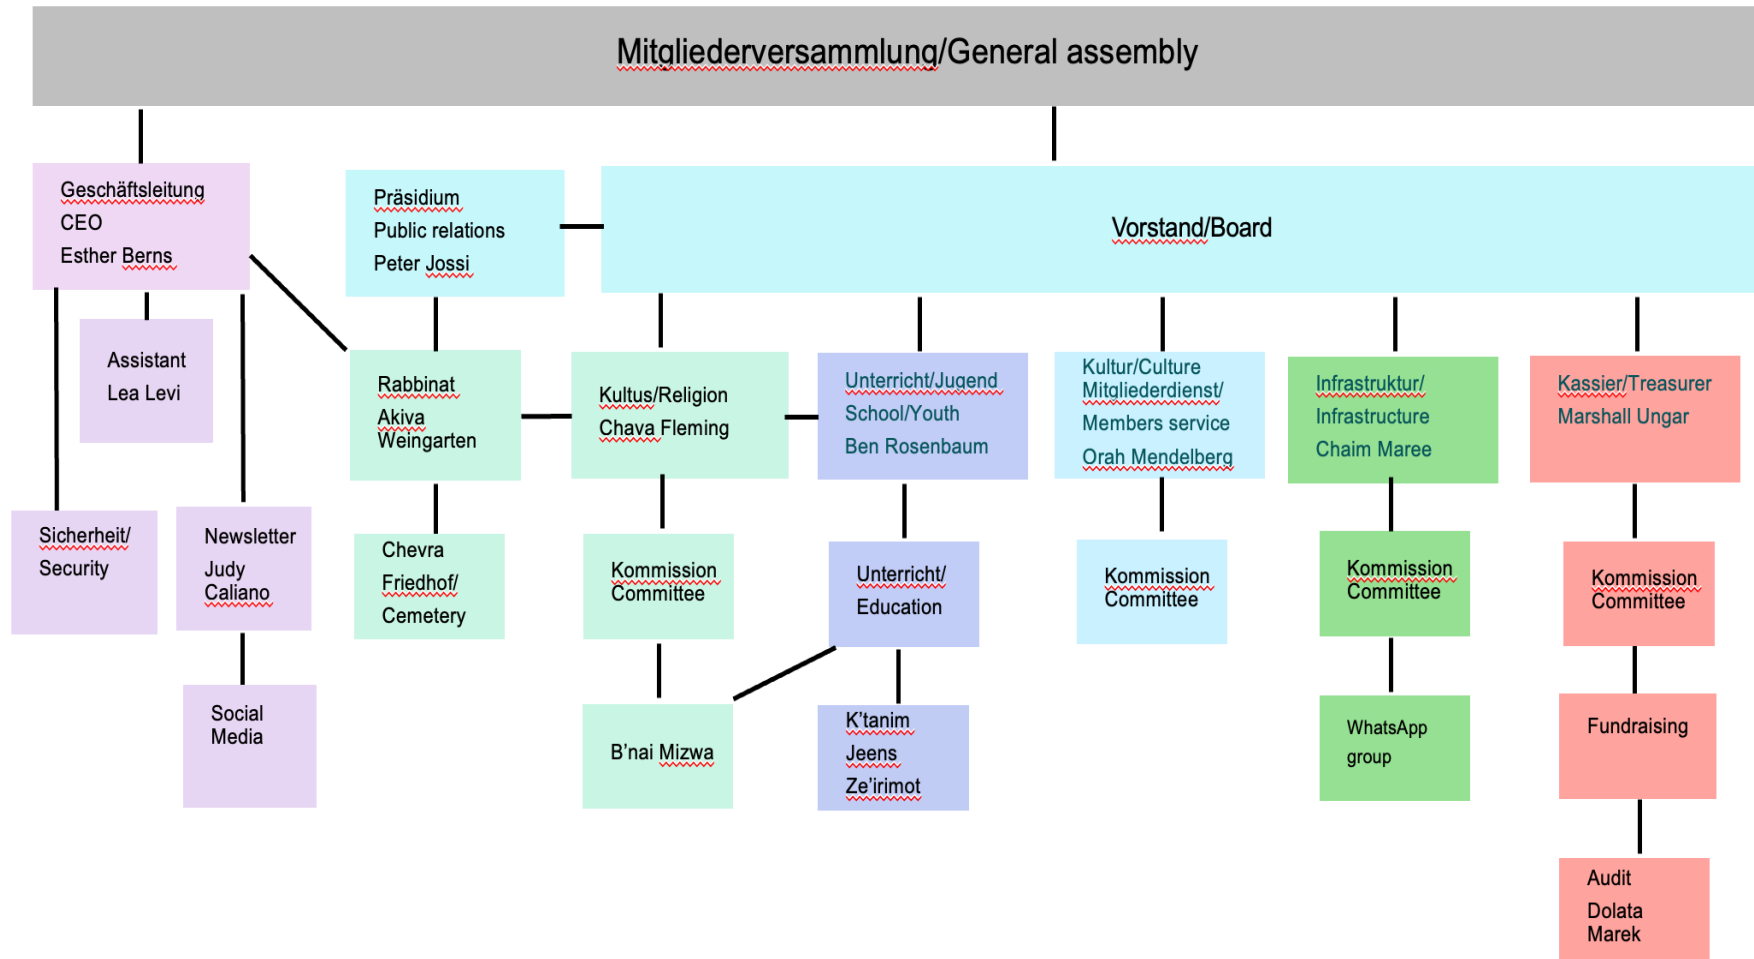 Mitgliederversammlung/General assembly
Geschäftsleitung
CEO
Esther Berns
Präsidium
Public relations
Peter Jossi
Vorstand/Board
Assistant
Lea Levi
Rabbinat
Akiva
Weingarten
Kultus/Religion
Chava Fleming
Unterricht/Jugend
School/Youth
Ben Rosenbaum
Kultur/Culture
Mitgliederdienst/
Members service
Orah Mendelberg
Infrastruktur/
Infrastructure
Chaim Maree
Kassier/Treasurer
Marshall Ungar
Sicherheit/
Security
Newsletter
Judy
Caliano
Chevra
Friedhof/
Cemetery
Kommission
Committee
Unterricht/
Education
Kommission
Committee
Kommission
Committee
Kommission
Committee
Social
Media
B’nai Mizwa
K’tanim
Jeens
Ze’irimot
WhatsApp
group
Fundraising
Audit
Dolata
Marek